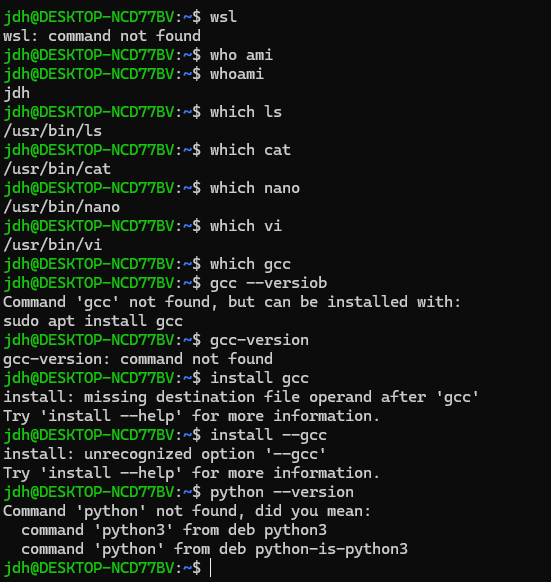 jdh@DESKTOP-NCD77BV:~$ wsl
wsl: command not found
jdh@DESKTOP-NCD77BV:~$ who ami
jdh@DESKTOP-NCD77BV:~$ whoami
jdh
jdh@DESKTOP-NCD77BV:~$ which ls
/usr/bin/ls
jdh@DESKTOP-NCD77BV:~$ which cat
/usr/bin/cat
jdh@DESKTOP-NCD77BV:~$ which nano
/usr/bin/nano
jdh@DESKTOP-NCD77BV:~$ which vi
/usr/bin/vi
jdh@DESKTOP-NCD77BV:~$ which gcc
jdh@DESKTOP-NCD77BV:~$ gcc --versiob
Command 'gcc' not found, but can be installed with:
sudo apt install gcc
jdh@DESKTOP-NCD77BV:~$ gcc-version
gcc-version: command not found
jdh@DESKTOP-NCD77BV:~$ install gcc
install: missing destination file operand after 'gcc'
Try 'install --help' for more information.
jdh@DESKTOP-NCD77BV:~$ install --gcc
install: unrecognized option '--gcc'
Try 'install --help' for more information.
jdh@DESKTOP-NCD77BV:~$ python --version
Command 'python' not found, did you mean:
  command 'python3' from deb python3
  command 'python' from deb python-is-python3
jdh@DESKTOP-NCD77BV:~$